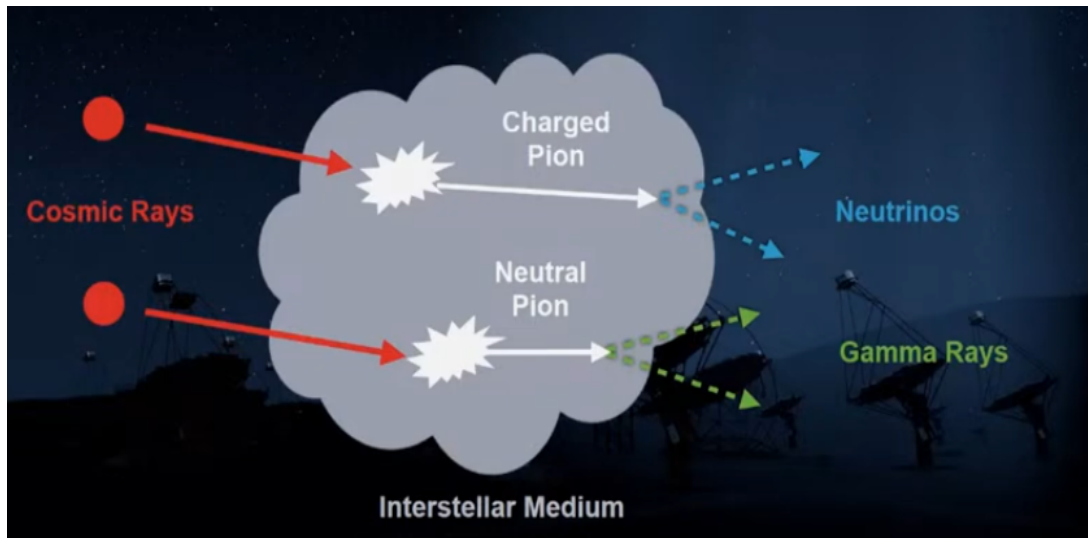 Charged
Pion
Cosmic Rays
Neutrinos
Neutral
Pion
Gamma Rays
Interstellar Medium